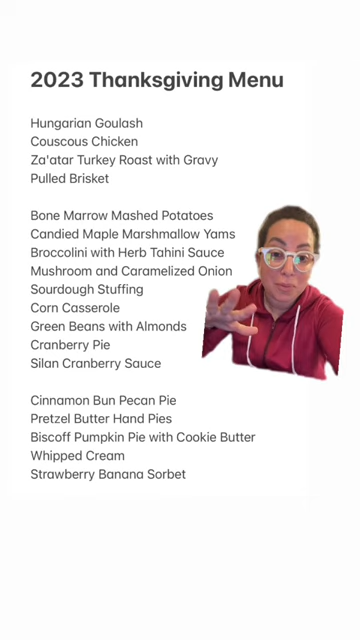 2023 Thanksgiving Menu
Hungarian Goulash
Couscous Chicken
Za'atar Turkey Roast with Gravy
Pulled Brisket
Bone Marrow Mashed Potatoes
Candied Maple Marshmallow Yams
Broccolini with Herb Tahini Sauce
Mushroom and Caramelized Onion
Sourdough Stuffing
Corn Casserole
Green Beans with Almonds
Cranberry Pie
Silan Cranberry Sauce
Cinnamon Bun Pecan Pie
Pretzel Butter Hand Pies
Biscoff Pumpkin Pie with Cookie Butter
Whipped Cream
Strawberry Banana Sorbet